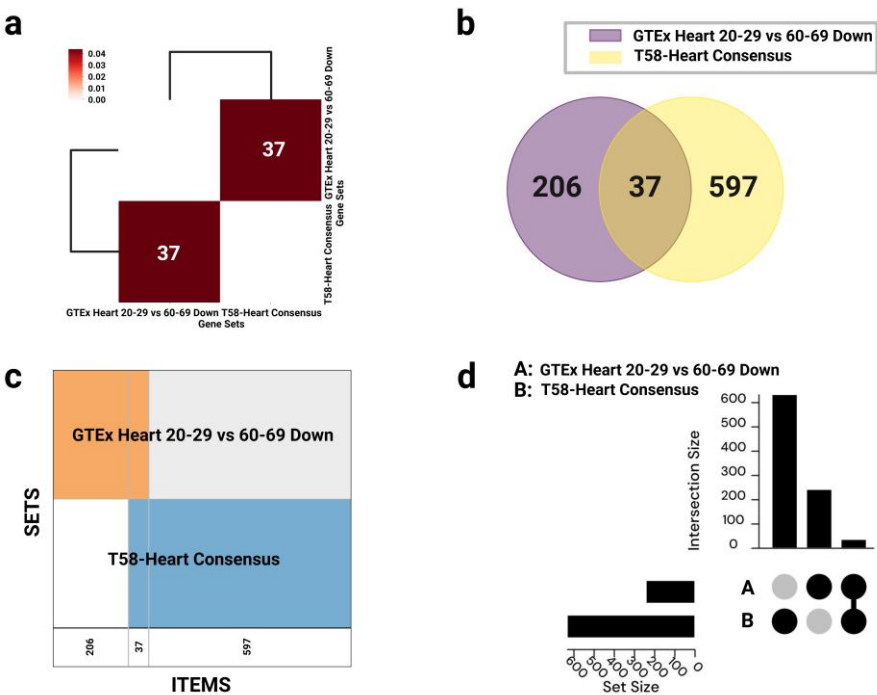 a
0.04
0.03
0.02
0.01
0.00
37
37
GTEx Heart 20-29 vs 60-69 Down
T58-Heart Consensus
Gene Sets
Gene Sets
GTEx Heart 20-29 vs 60-69 Down T58-Heart Consensus
Gene Sets
b
GTEx Heart 20-29 vs 60-69 Down
T58-Heart Consensus
206
37
597
c
SETS
GTEx Heart 20-29 vs 60-69 Down
T58-Heart Consensus
206
37
597
ITEMS
d
A: GTEx Heart 20-29 vs 60-69 Down
B: T58-Heart Consensus
Intersection Size
600
500
400
300
200
100
0
A
B
600
500
400
300
200
100
0
Set Size